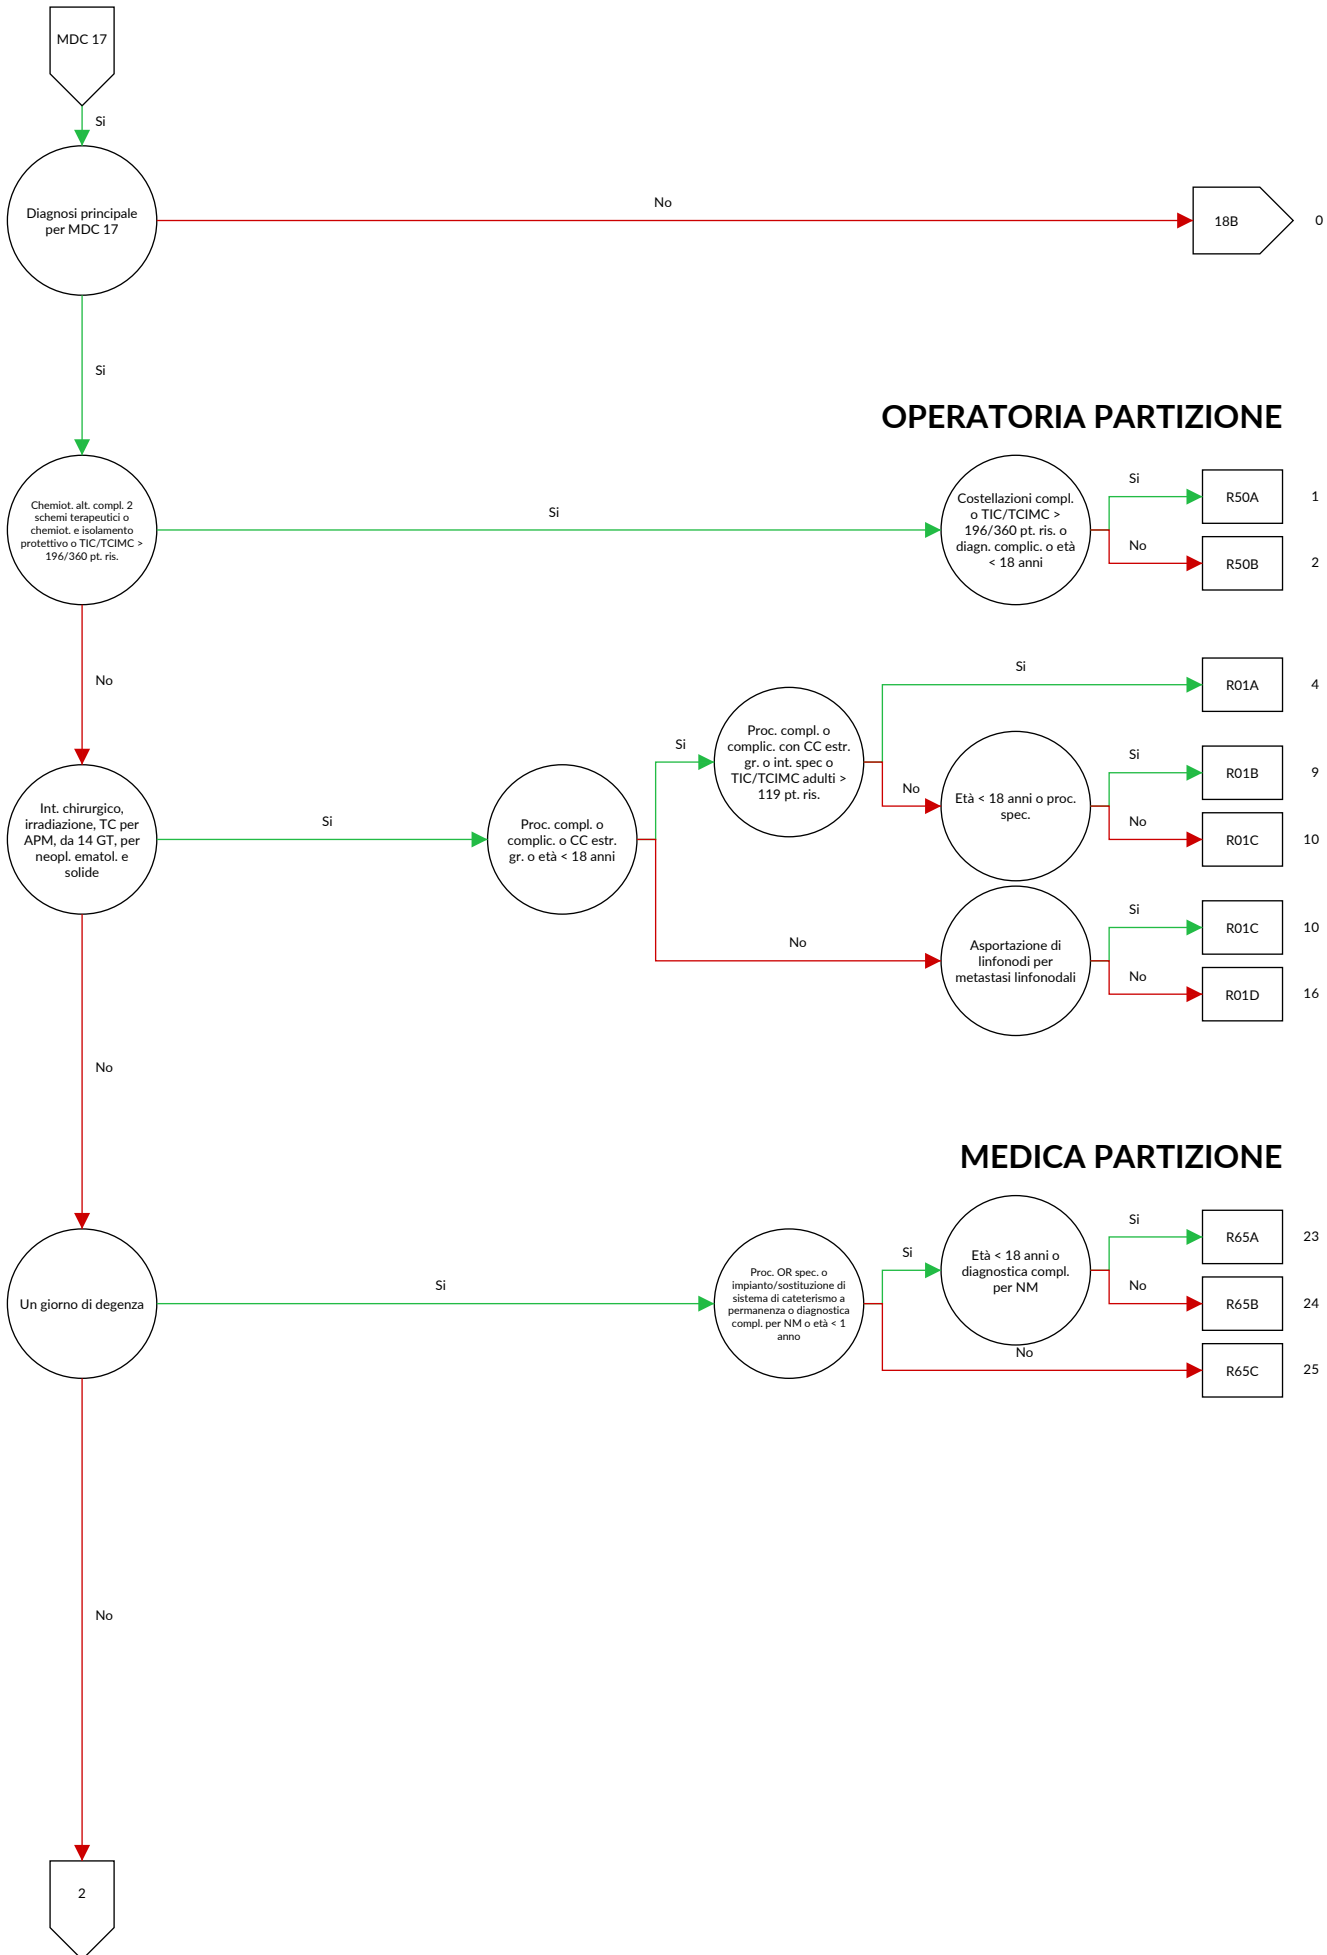 MDC 17
Si
Diagnosi principale
per MDC 17
No
18B
0
Si
OPERATORIA PARTIZIONE
Chemiot. alt. compl. 2
schemi terapeutici o
chemiot. e isolamento
protettivo o TIC/TCIMC >
196/360 pt. ris.
Si
Costellazioni compl.
o TIC/TCIMC >
196/360 pt. ris. o
diagn. complic. o età
< 18 anni
Si
R50A
1
No
R50B
2
No
Int. chirurgico,
irradiazione, TC per
APM, da 14 GT, per
neopl. ematol. e
solide
Si
Proc. compl. o
complic. o CC estr.
gr. o età < 18 anni
Si
Proc. compl. o
complic. con CC estr.
gr. o int. spec o
TIC/TCIMC adulti >
119 pt. ris.
Si
R01A
4
No
Età < 18 anni o proc.
spec.
Si
R01B
9
No
R01C
10
No
Asportazione di
linfonodi per
metastasi linfonodali
Si
R01C
10
No
R01D
16
No
MEDICA PARTIZIONE
Un giorno di degenza
Si
Proc. OR spec. o
impianto/sostituzione di
sistema di cateterismo a
permanenza o diagnostica
compl. per NM o età < 1
anno
Si
Età < 18 anni o
diagnostica compl.
per NM
Si
R65A
23
No
R65B
24
No
R65C
25
No
2